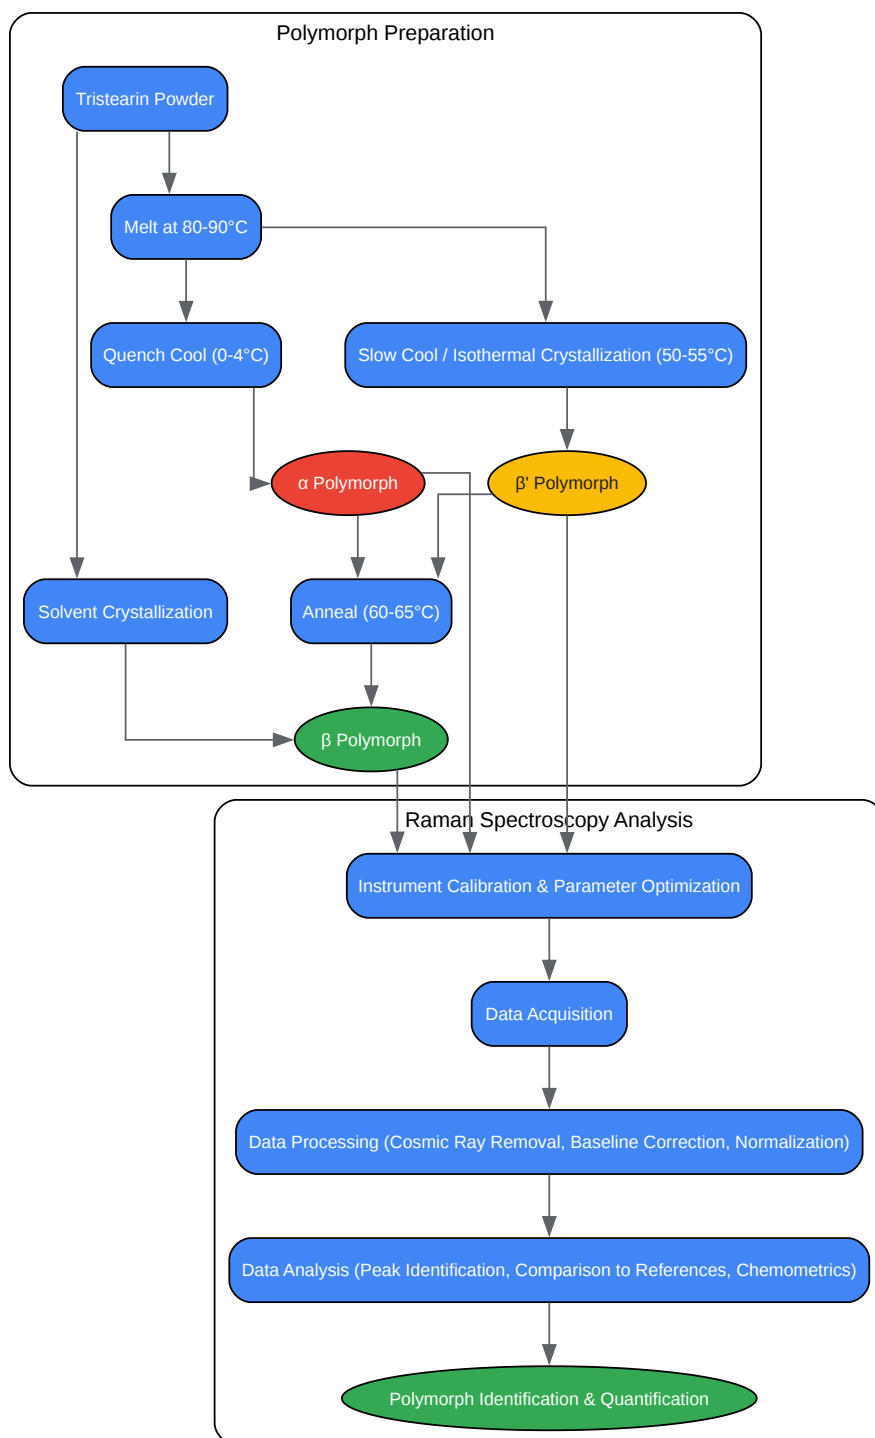 Polymorph Preparation
Tristearin Powder
Melt at 80-90°C
Quench Cool (0-4°C)
Slow Cool / Isothermal Crystallization (50-55°C)
α Polymorph
β' Polymorph
Solvent Crystallization
Anneal (60-65°C)
β Polymorph
Raman Spectroscopy Analysis
Instrument Calibration & Parameter Optimization
Data Acquisition
Data Processing (Cosmic Ray Removal, Baseline Correction, Normalization)
Data Analysis (Peak Identification, Comparison to References, Chemometrics)
Polymorph Identification & Quantification